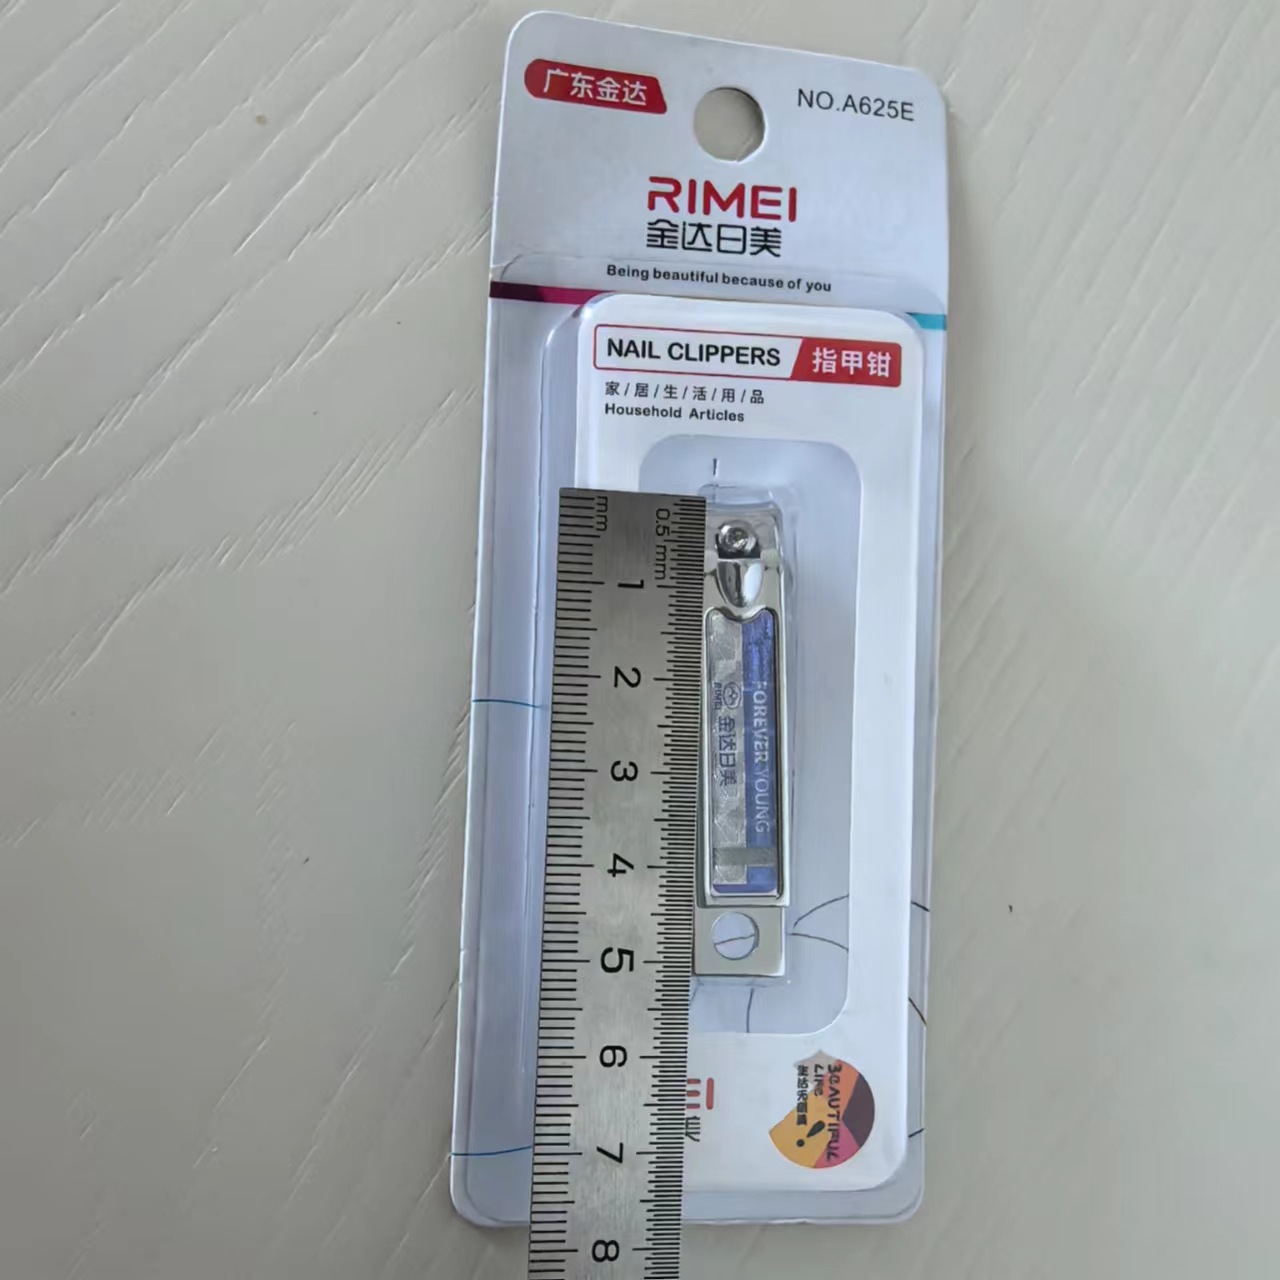 广东金达
NO.A625E
RIMEI
金达日美
Being beautiful because of you
NAIL CLIPPERS 指甲钳
家/居/生/活/用/品
Household Articles
mm
0.5 mm
1
2
3
4
5
6
7
8
RIMEI
金达日美
FOREVER YOUNG
BEAUTIFUL
LIFE